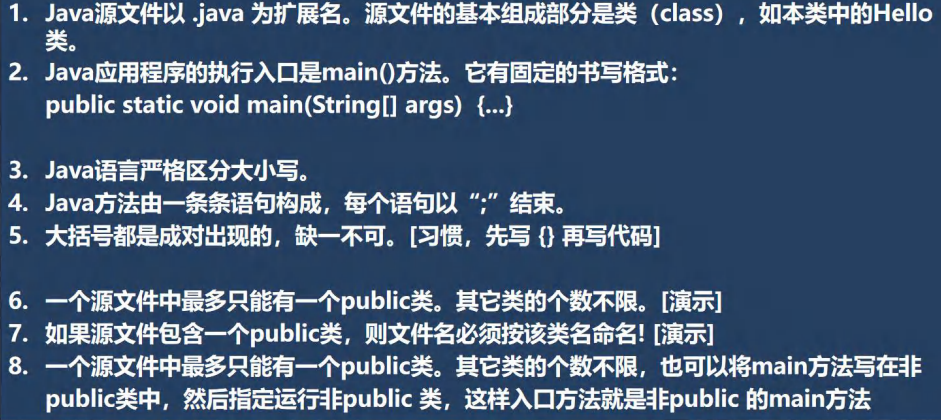 1. Java源文件以 .java 为扩展名。源文件的基本组成部分是类（class），如本类中的Hello
类。
2. Java应用程序的执行入口是main()方法。它有固定的书写格式：
public static void main(String[] args) {...}
3. Java语言严格区分大小写。
4. Java方法由一条条语句构成，每个语句以“;”结束。
5. 大括号都是成对出现的，缺一不可。[习惯，先写 {} 再写代码]
6. 一个源文件中最多只能有一个public类。其它类的个数不限。[演示]
7. 如果源文件包含一个public类，则文件名必须按该类名命名! [演示]
8. 一个源文件中最多只能有一个public类。其它类的个数不限，也可以将main方法写在非
public类中，然后指定运行非public 类，这样入口方法就是非public 的main方法